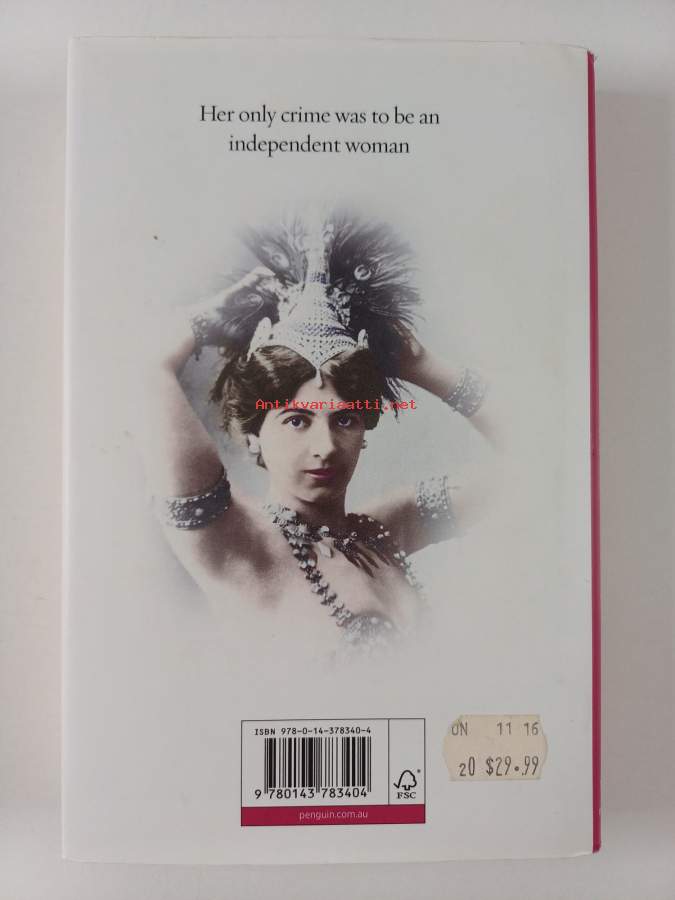 Her only crime was to be an
independent woman
Antikvariaatti.net
ISBN 978-0-14-378340-4
9 780143 783404
FSC
penguin.com.au
ON 11 16
20 $29.99